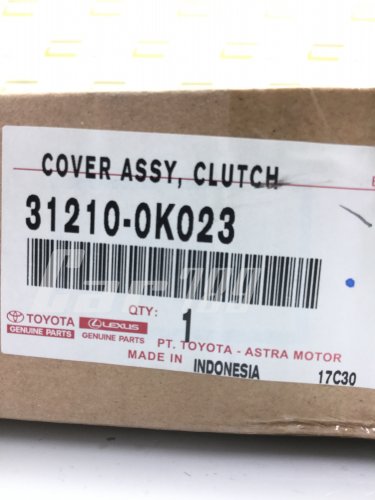 COVER ASSY, CLUTCH
31210-0K023
QTY: 1
TOYOTA
GENUINE PARTS
LEXUS
GENUINE PARTS
PT. TOYOTA - ASTRA MOTOR
MADE IN INDONESIA 17C30